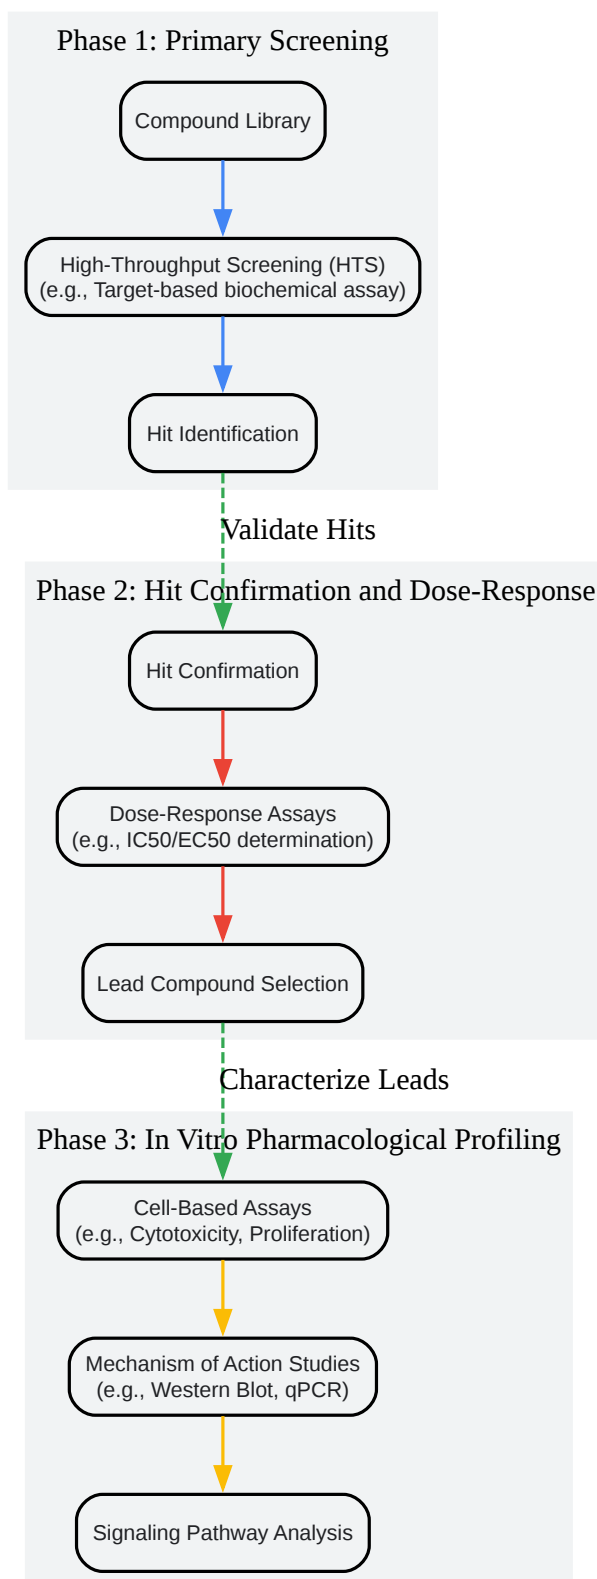 Phase 1: Primary Screening
Compound Library
High-Throughput Screening (HTS)
(e.g., Target-based biochemical assay)
Hit Identification
Validate Hits
Phase 2: Hit Confirmation and Dose-Response
Hit Confirmation
Dose-Response Assays
(e.g., IC50/EC50 determination)
Lead Compound Selection
Characterize Leads
Phase 3: In Vitro Pharmacological Profiling
Cell-Based Assays
(e.g., Cytotoxicity, Proliferation)
Mechanism of Action Studies
(e.g., Western Blot, qPCR)
Signaling Pathway Analysis